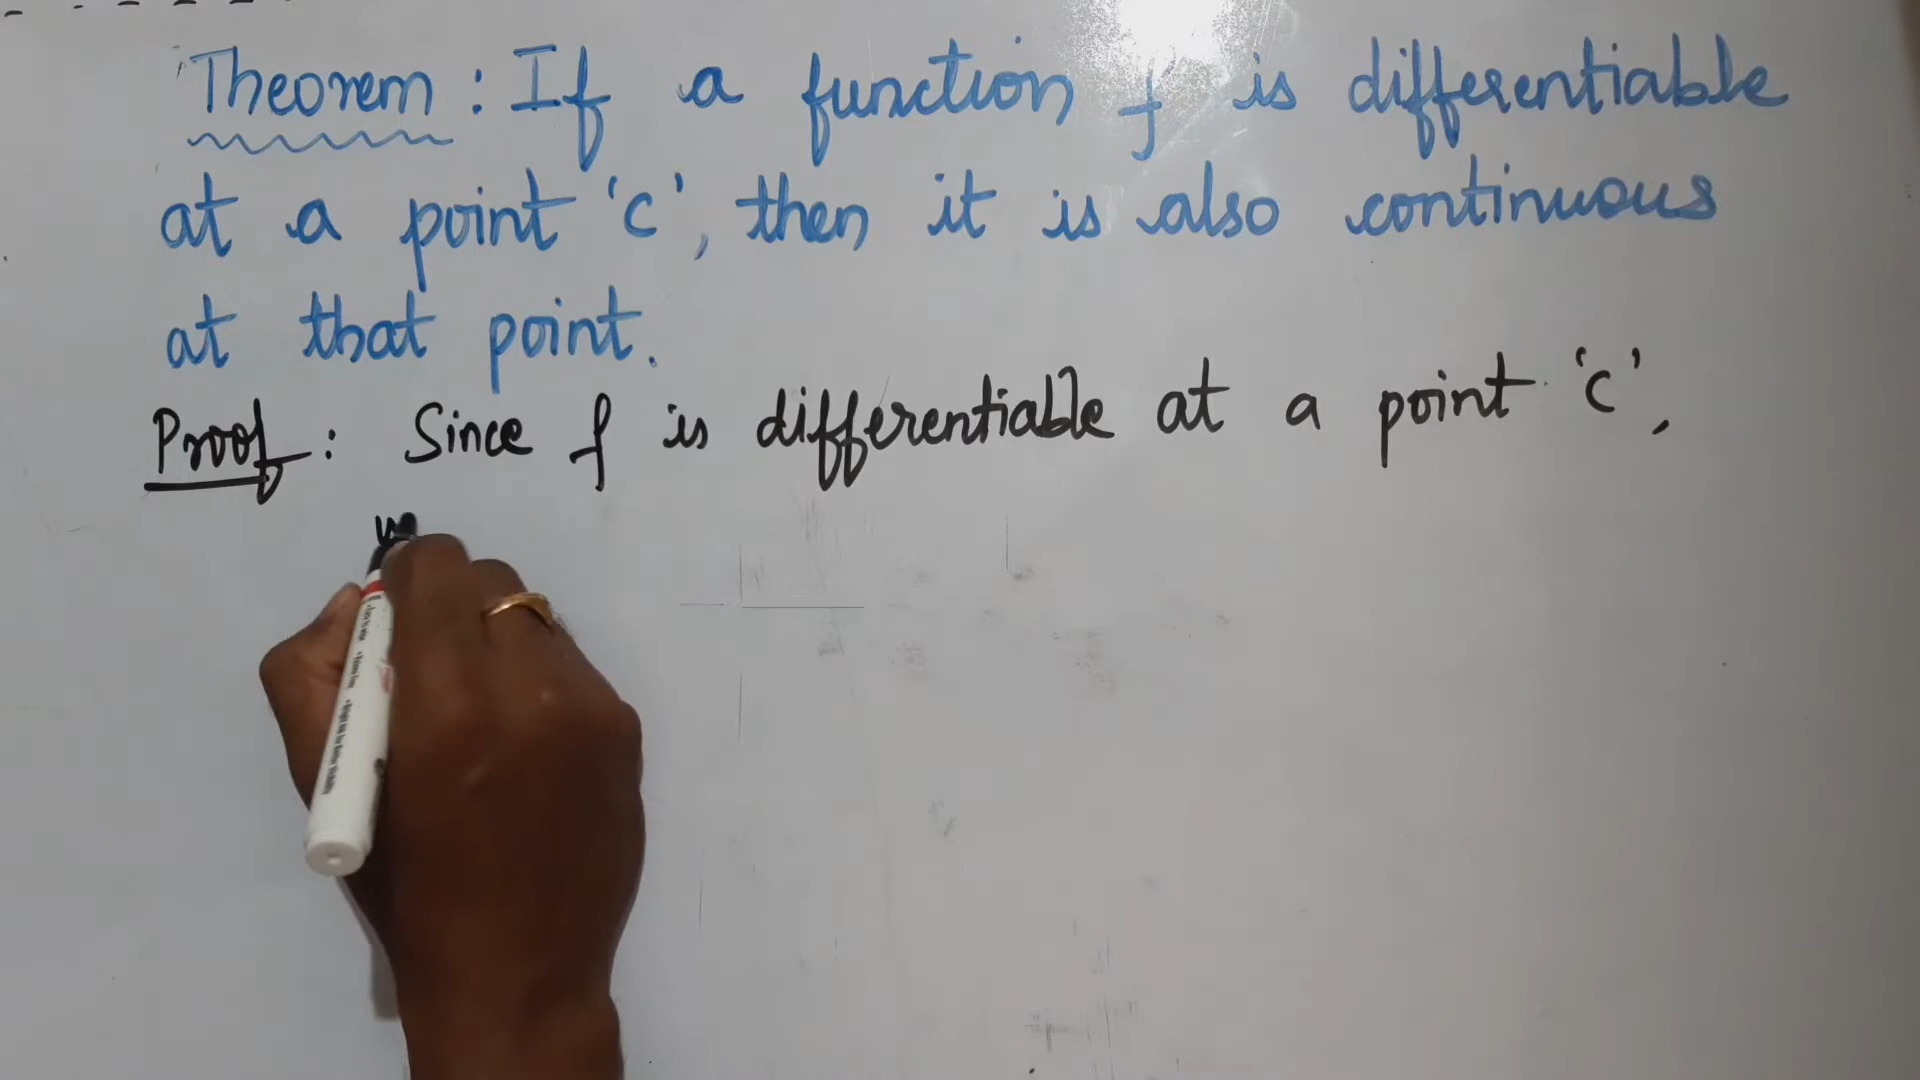 Theorem : If a function f is differentiable
at a point 'c', then it is also continuous
at that point.
Proof : Since f is differentiable at a point 'c',